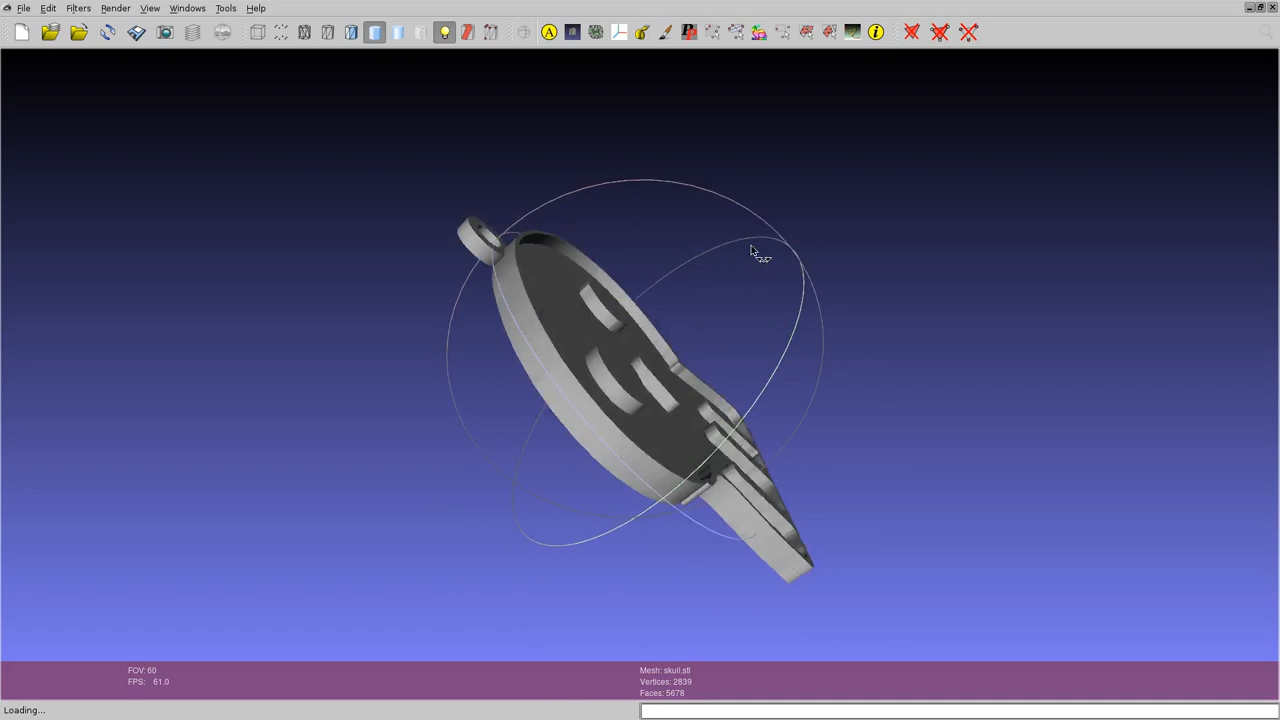 File Edit Filters Render View Windows Tools Help
A
i
FOV: 60
FPS: 61.0
Mesh: skull.stl
Vertices: 2839
Faces: 5678
Loading...